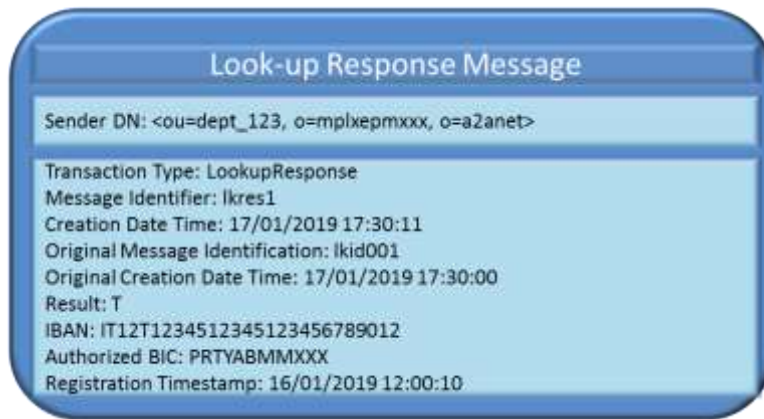 Look-up Response Message
Sender DN: <ou=dept_123, o=mplxepmxxx, o=a2anet>
Transaction Type: LookupResponse
Message Identifier: lkres1
Creation Date Time: 17/01/2019 17:30:11
Original Message Identification: lkid001
Original Creation Date Time: 17/01/2019 17:30:00
Result: T
IBAN: IT12T1234512345123456789012
Authorized BIC: PRTYABMMXXX
Registration Timestamp: 16/01/2019 12:00:10